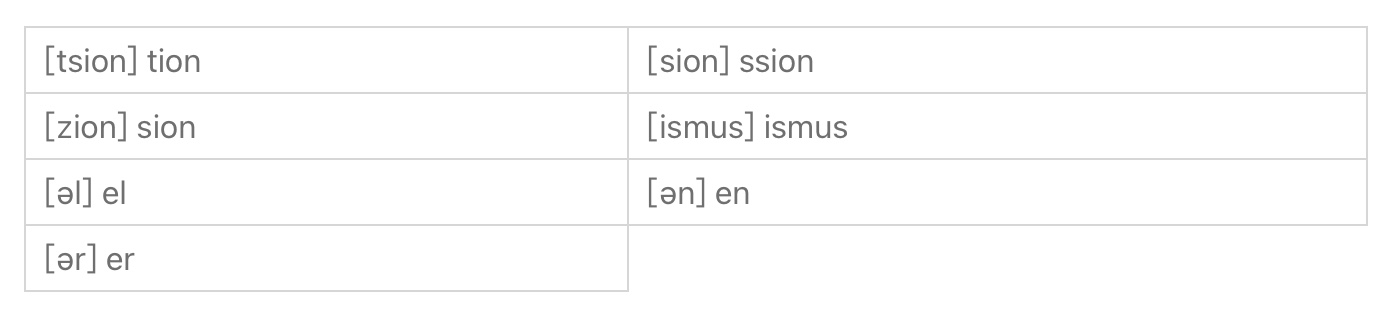 [tsion] tion
[sion] ssion
[zion] sion
[ismus] ismus
[əl] el
[ən] en
[ər] er